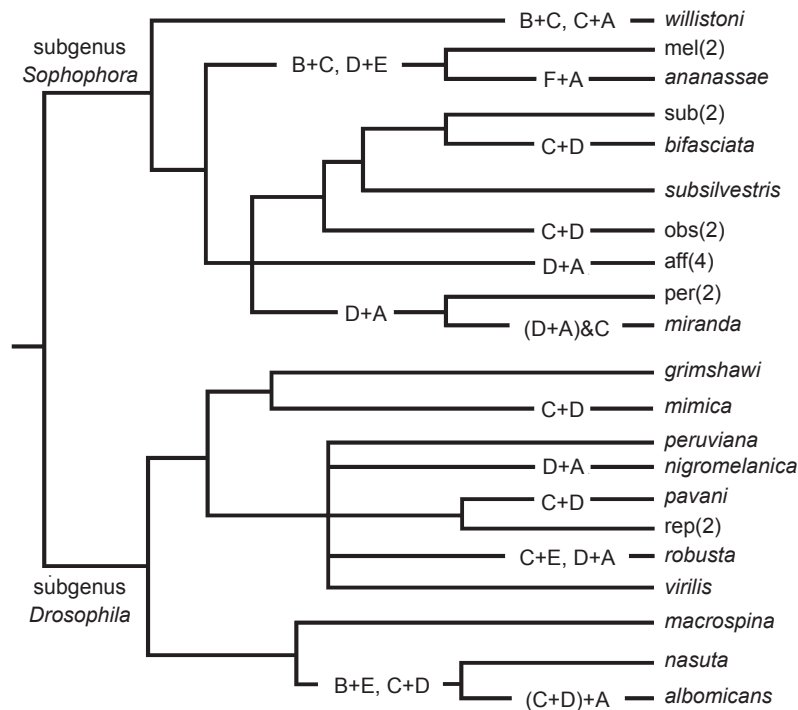 B+C, C+A willistoni
subgenus
Sophophora
mel(2)
B+C, D+E
F+A ananassae
sub(2)
C+D bifasciata
subsilvestris
C+D obs(2)
D+A aff(4)
per(2)
D+A
(D+A)&C miranda
grimshawi
C+D mimica
peruviana
D+A nigromelanica
C+D pavani
rep(2)
C+E, D+A robusta
subgenus
Drosophila
virilis
macrospina
nasuta
B+E, C+D
(C+D)+A albomicans